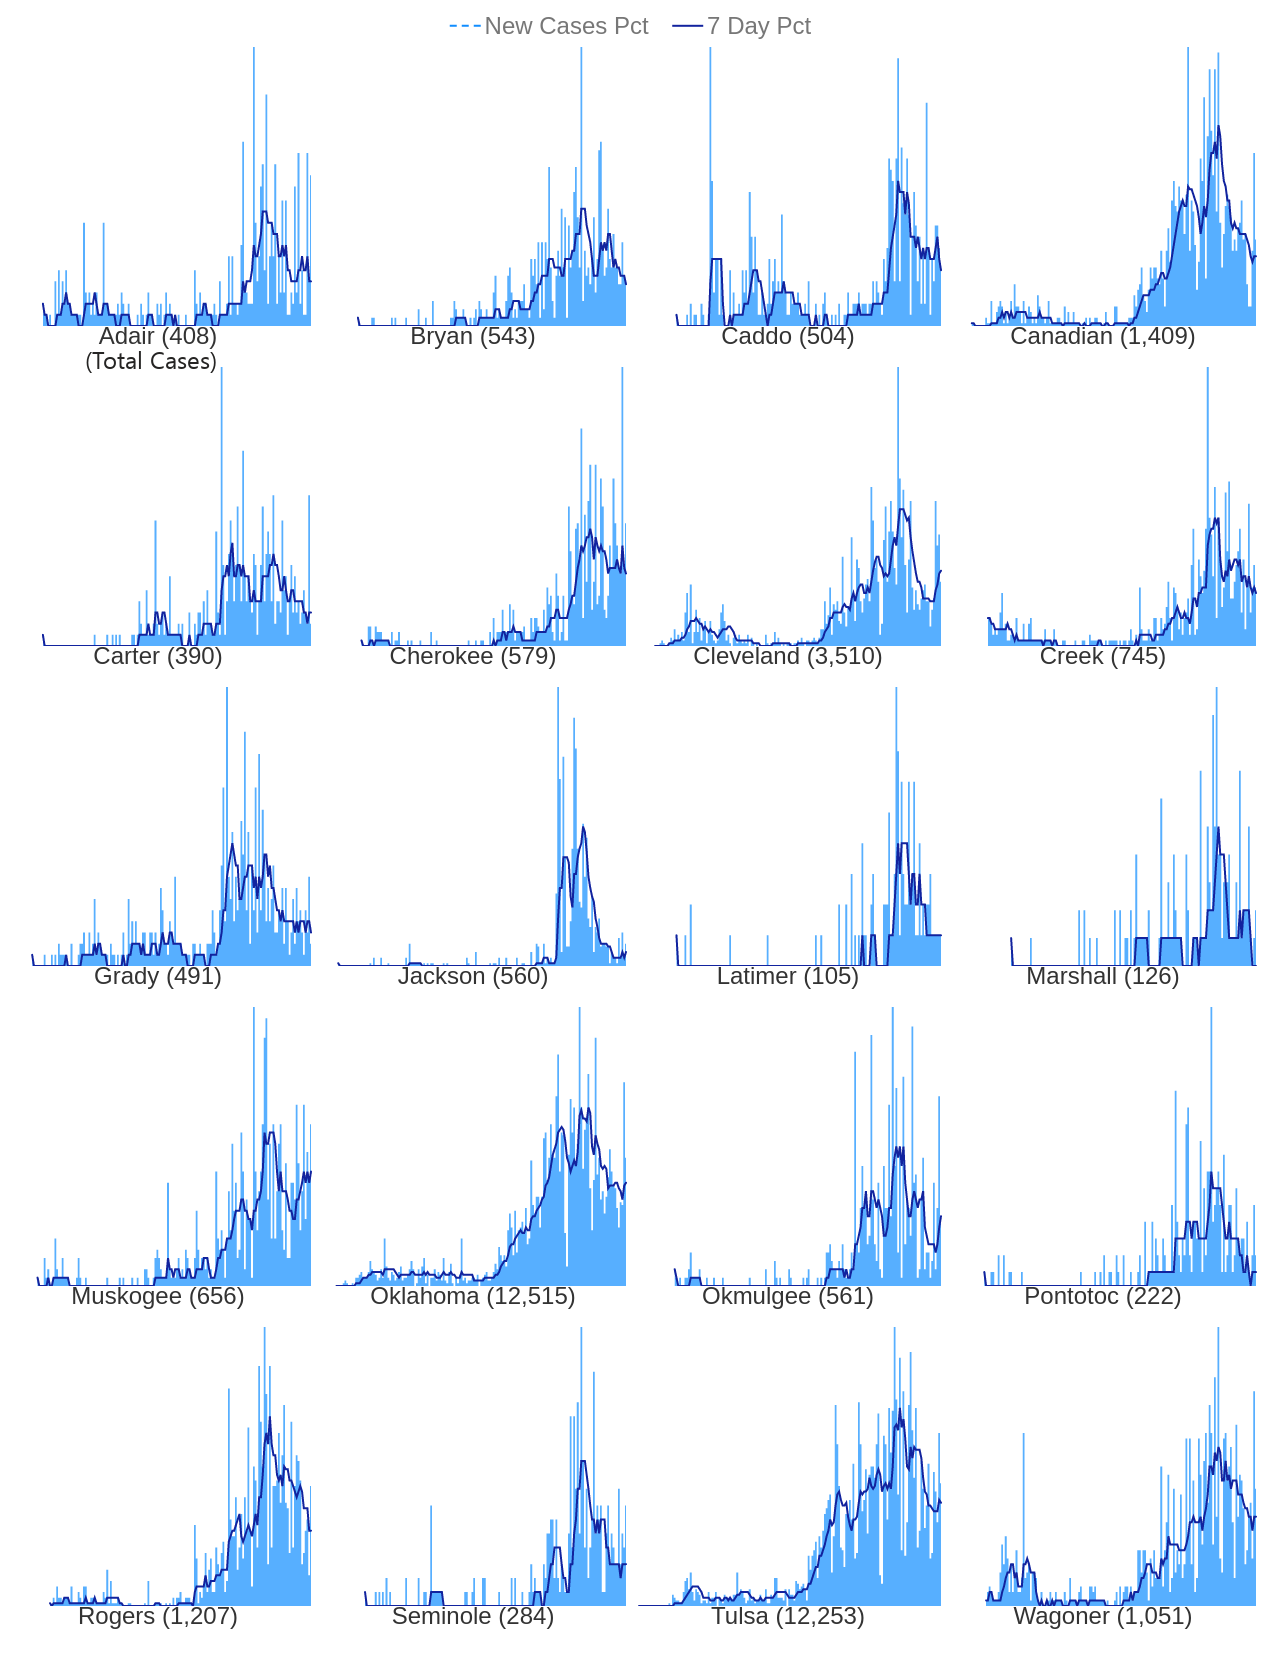 New Cases Pct 7 Day Pct
Adair (408) Bryan (543) Caddo (504) Canadian (1,409)
(Total Cases)
Carter (390) Cherokee (579) Cleveland (3,510) Creek (745)
Grady (491) Jackson (560) Latimer (105) Marshall (126)
Muskogee (656) Oklahoma (12,515) Okmulgee (561) Pontotoc (222)
Rogers (1,207) Seminole (284) Tulsa (12,253) Wagoner (1,051)